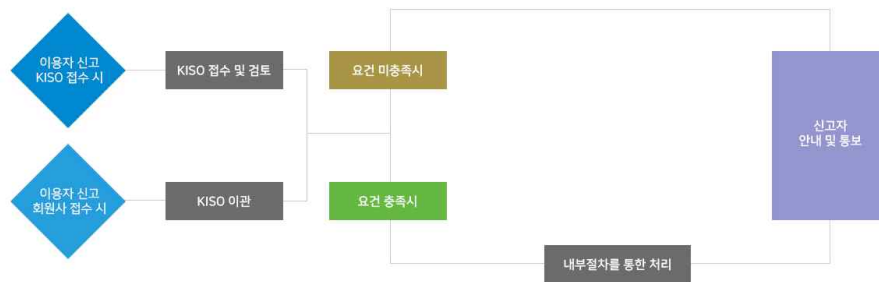 이용자 신고
KISO 접수 시
KISO 접수 및 검토
요건 미충족시
신고자
안내 및 통보
이용자 신고
회원사 접수 시
KISO 이관
요건 충족시
내부절차를 통한 처리